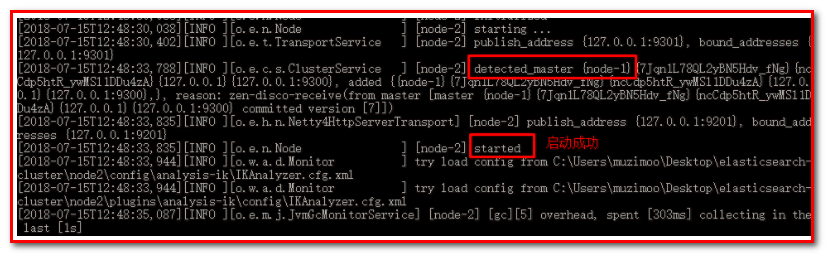 [2018-07-15T12:48:30,038][INFO ][o.e.n.Node ] [node-2] starting ...
[2018-07-15T12:48:30,402][INFO ][o.e.t.TransportService ] [node-2] publish_address {127.0.0.1:9301}, bound_addresses {
127.0.0.1:9301}
[2018-07-15T12:48:33,788][INFO ][o.e.c.s.ClusterService ] [node-2] detected_master {node-1}{7Jqn1L78QL2yBN5Hdv_fNg}{nc
Cdp5htR_ywMS11DDu4zA}{127.0.0.1}{127.0.0.1:9300}, added {{node-1}{7Jqn1L78QL2yBN5Hdv_fNg}{ncCdp5htR_ywMS11DDu4zA}{127.0.
0.1}{127.0.0.1:9300},}, reason: zen-disco-receive(from master [master {node-1}{7Jqn1L78QL2yBN5Hdv_fNg}{ncCdp5htR_ywMS11D
Du4zA}{127.0.0.1}{127.0.0.1:9300} committed version [7]])
[2018-07-15T12:48:33,835][INFO ][o.e.h.n.Netty4HttpServerTransport] [node-2] publish_address {127.0.0.1:9201}, bound_add
resses {127.0.0.1:9201}
[2018-07-15T12:48:33,835][INFO ][o.e.n.Node ] [node-2] started 启动成功
[2018-07-15T12:48:33,944][INFO ][o.w.a.d.Monitor ] try load config from C:\Users\muzimoo\Desktop\elasticsearch-
cluster\node2\config\analysis-ik\IKAnalyzer.cfg.xml
[2018-07-15T12:48:33,944][INFO ][o.w.a.d.Monitor ] try load config from C:\Users\muzimoo\Desktop\elasticsearch-
cluster\node2\plugins\analysis-ik\config\IKAnalyzer.cfg.xml
[2018-07-15T12:48:35,087][INFO ][o.e.m.j.JvmGcMonitorService] [node-2] [gc][5] overhead, spent [303ms] collecting in the
last [1s]